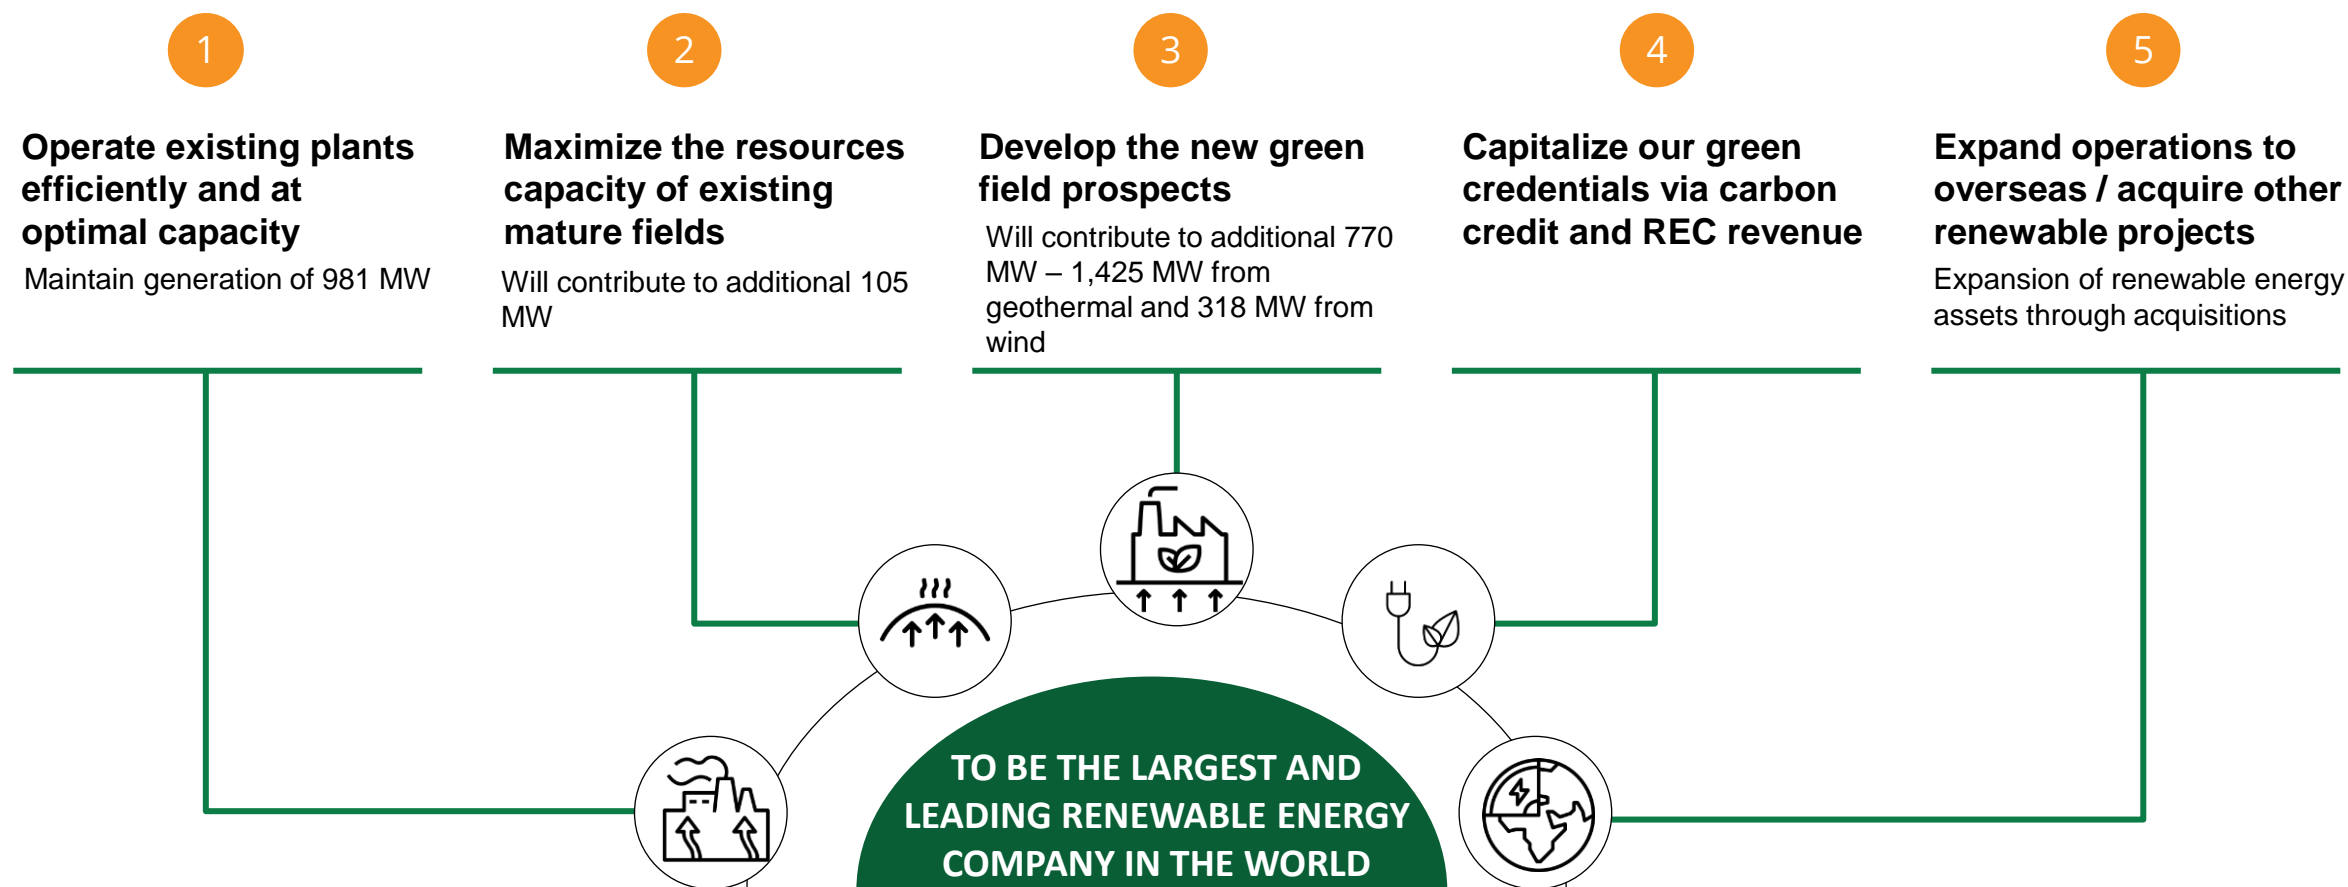 1
Operate existing plants
efficiently and at
optimal capacity
Maintain generation of 981 MW
2
Maximize the resources
capacity of existing
mature fields
Will contribute to additional 105
MW
3
Develop the new green
field prospects
Will contribute to additional 770
MW – 1,425 MW from
geothermal and 318 MW from
wind
4
Capitalize our green
credentials via carbon
credit and REC revenue
5
Expand operations to
overseas / acquire other
renewable projects
Expansion of renewable energy
assets through acquisitions
TO BE THE LARGEST AND
LEADING RENEWABLE ENERGY
COMPANY IN THE WORLD